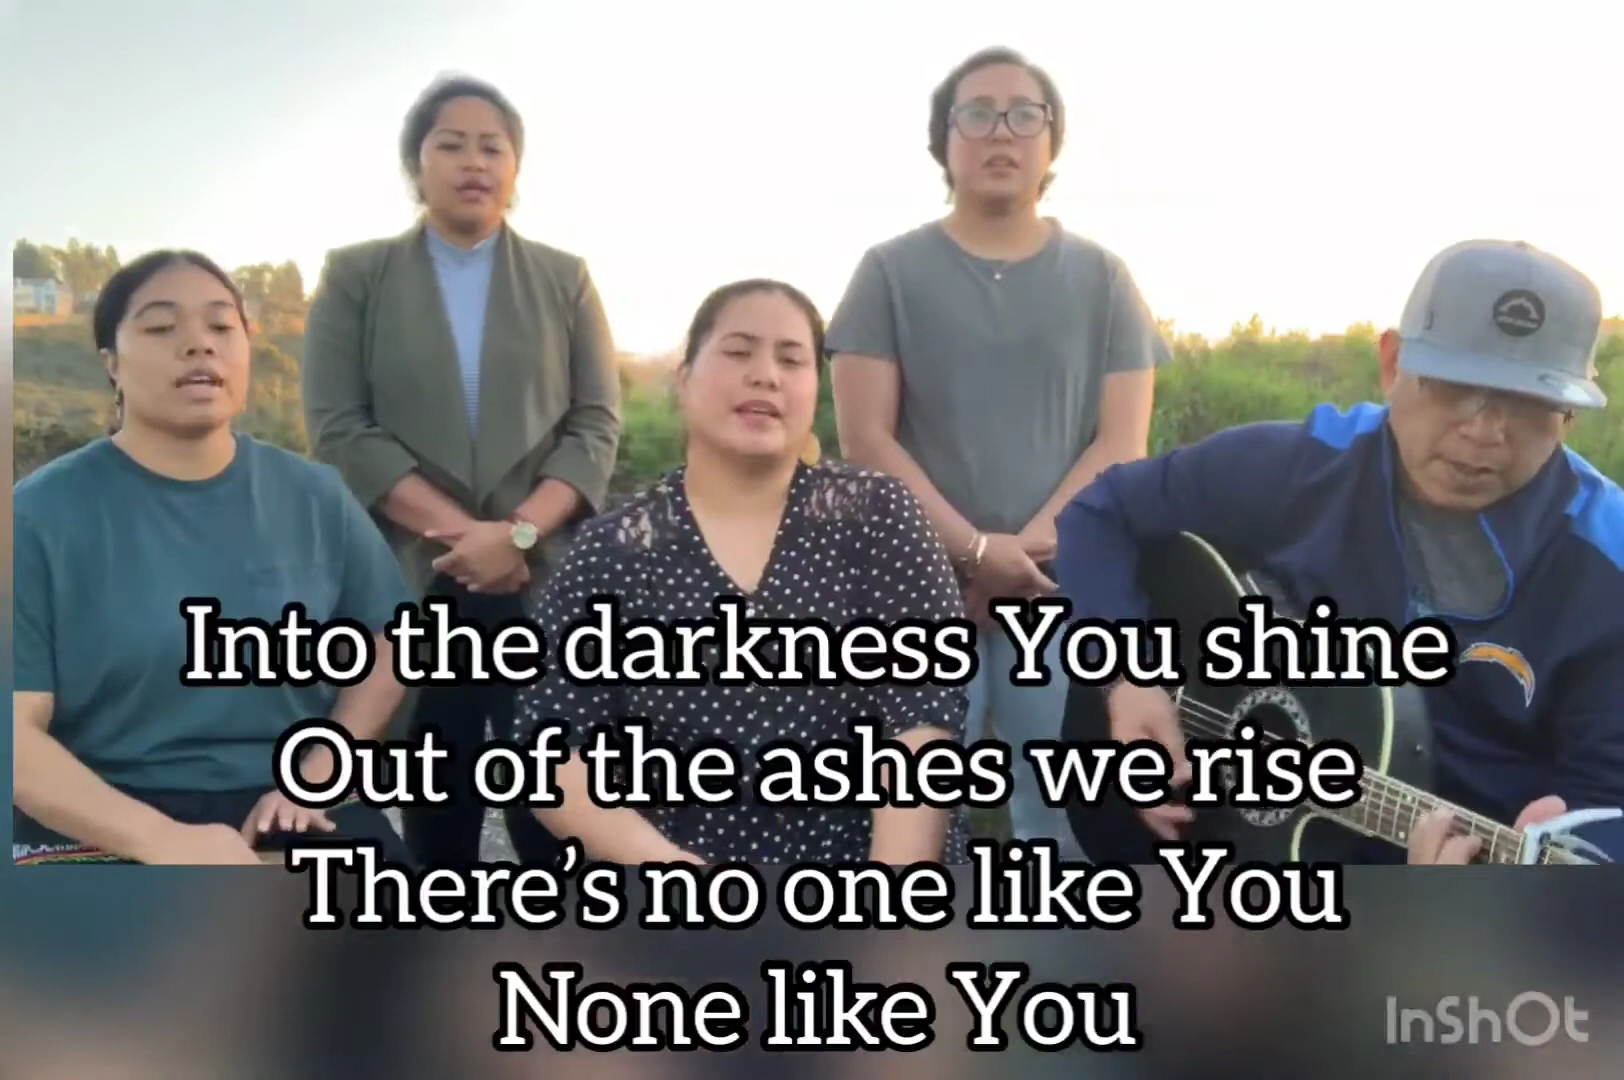 Into the darkness You shine
Out of the ashes we rise
There’s no one like You
None like You
InShOt